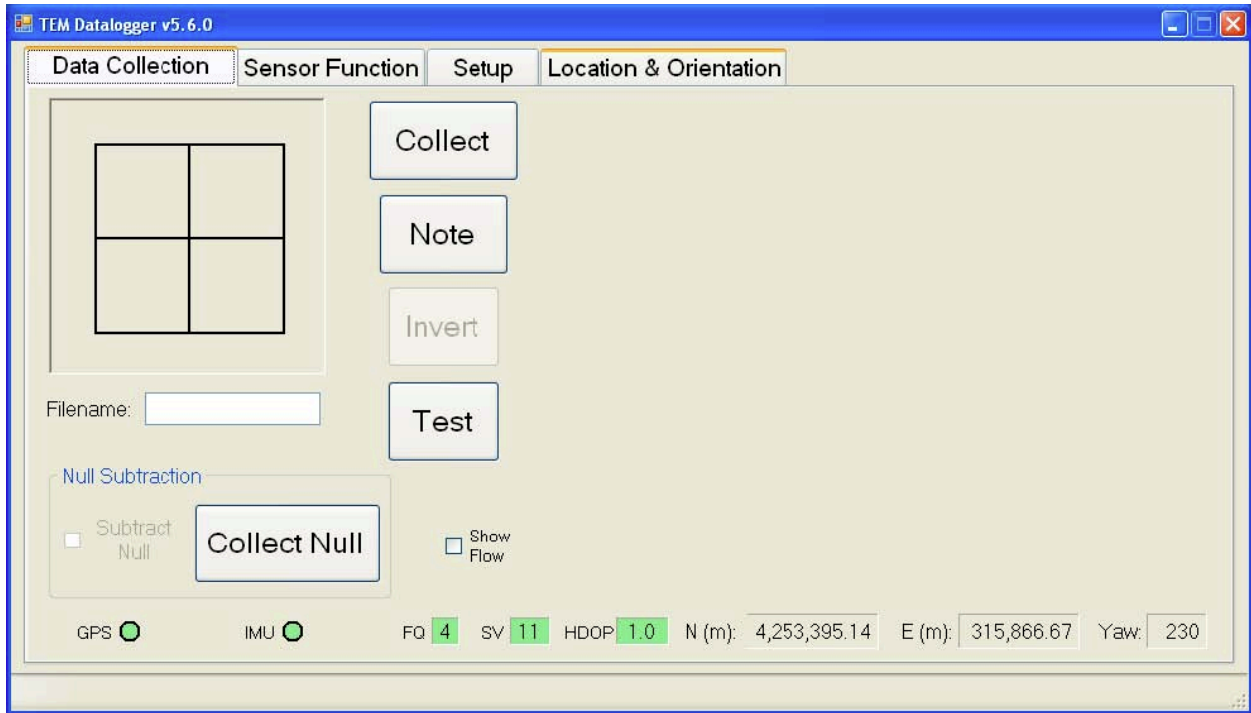 TEM Datalogger v5.6.0
Data Collection Sensor Function Setup Location & Orientation
Collect
Note
Invert
Filename:
Test
Null Subtraction
Subtract
Null
Collect Null
Show
Flow
GPS IMU FQ 4 SV 11 HDOP 1.0 N (m): 4,253,395.14 E (m): 315,866.67 Yaw: 230